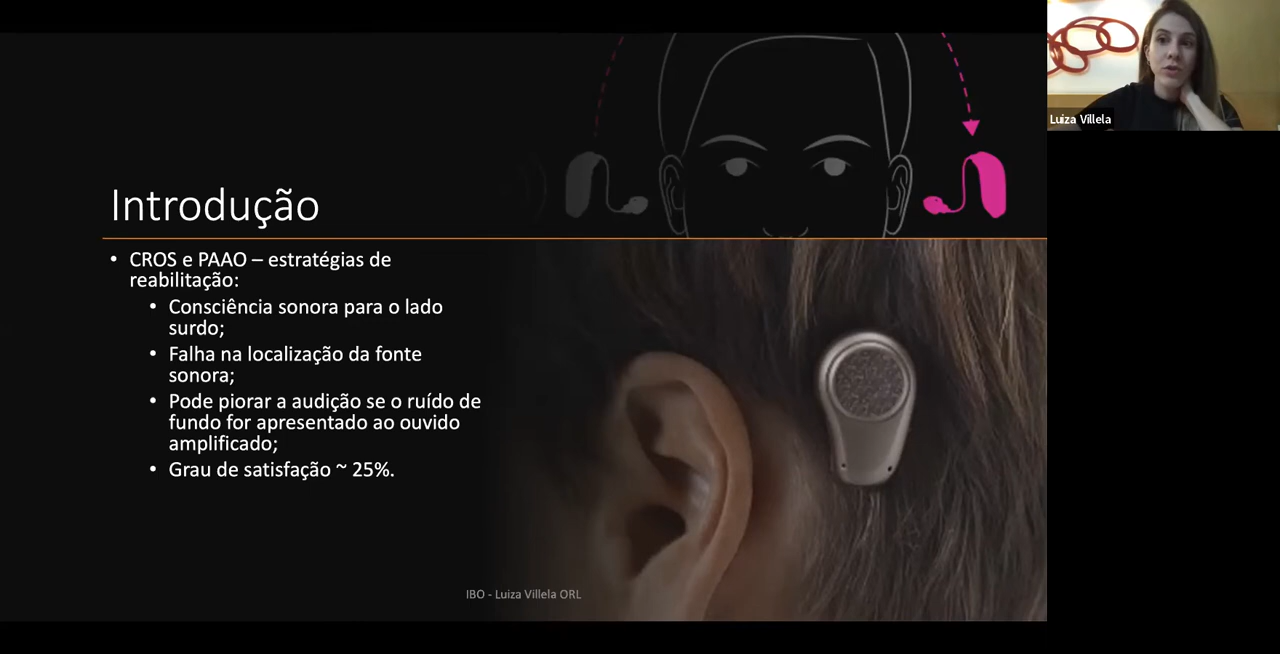 Luiza Villela
Introdução
• CROS e PAAO – estratégias de
reabilitação:
• Consciência sonora para o lado
surdo;
• Falha na localização da fonte
sonora;
• Pode piorar a audição se o ruído de
fundo for apresentado ao ouvido
amplificado;
• Grau de satisfação ~ 25%.
IBO - Luiza Villela ORL